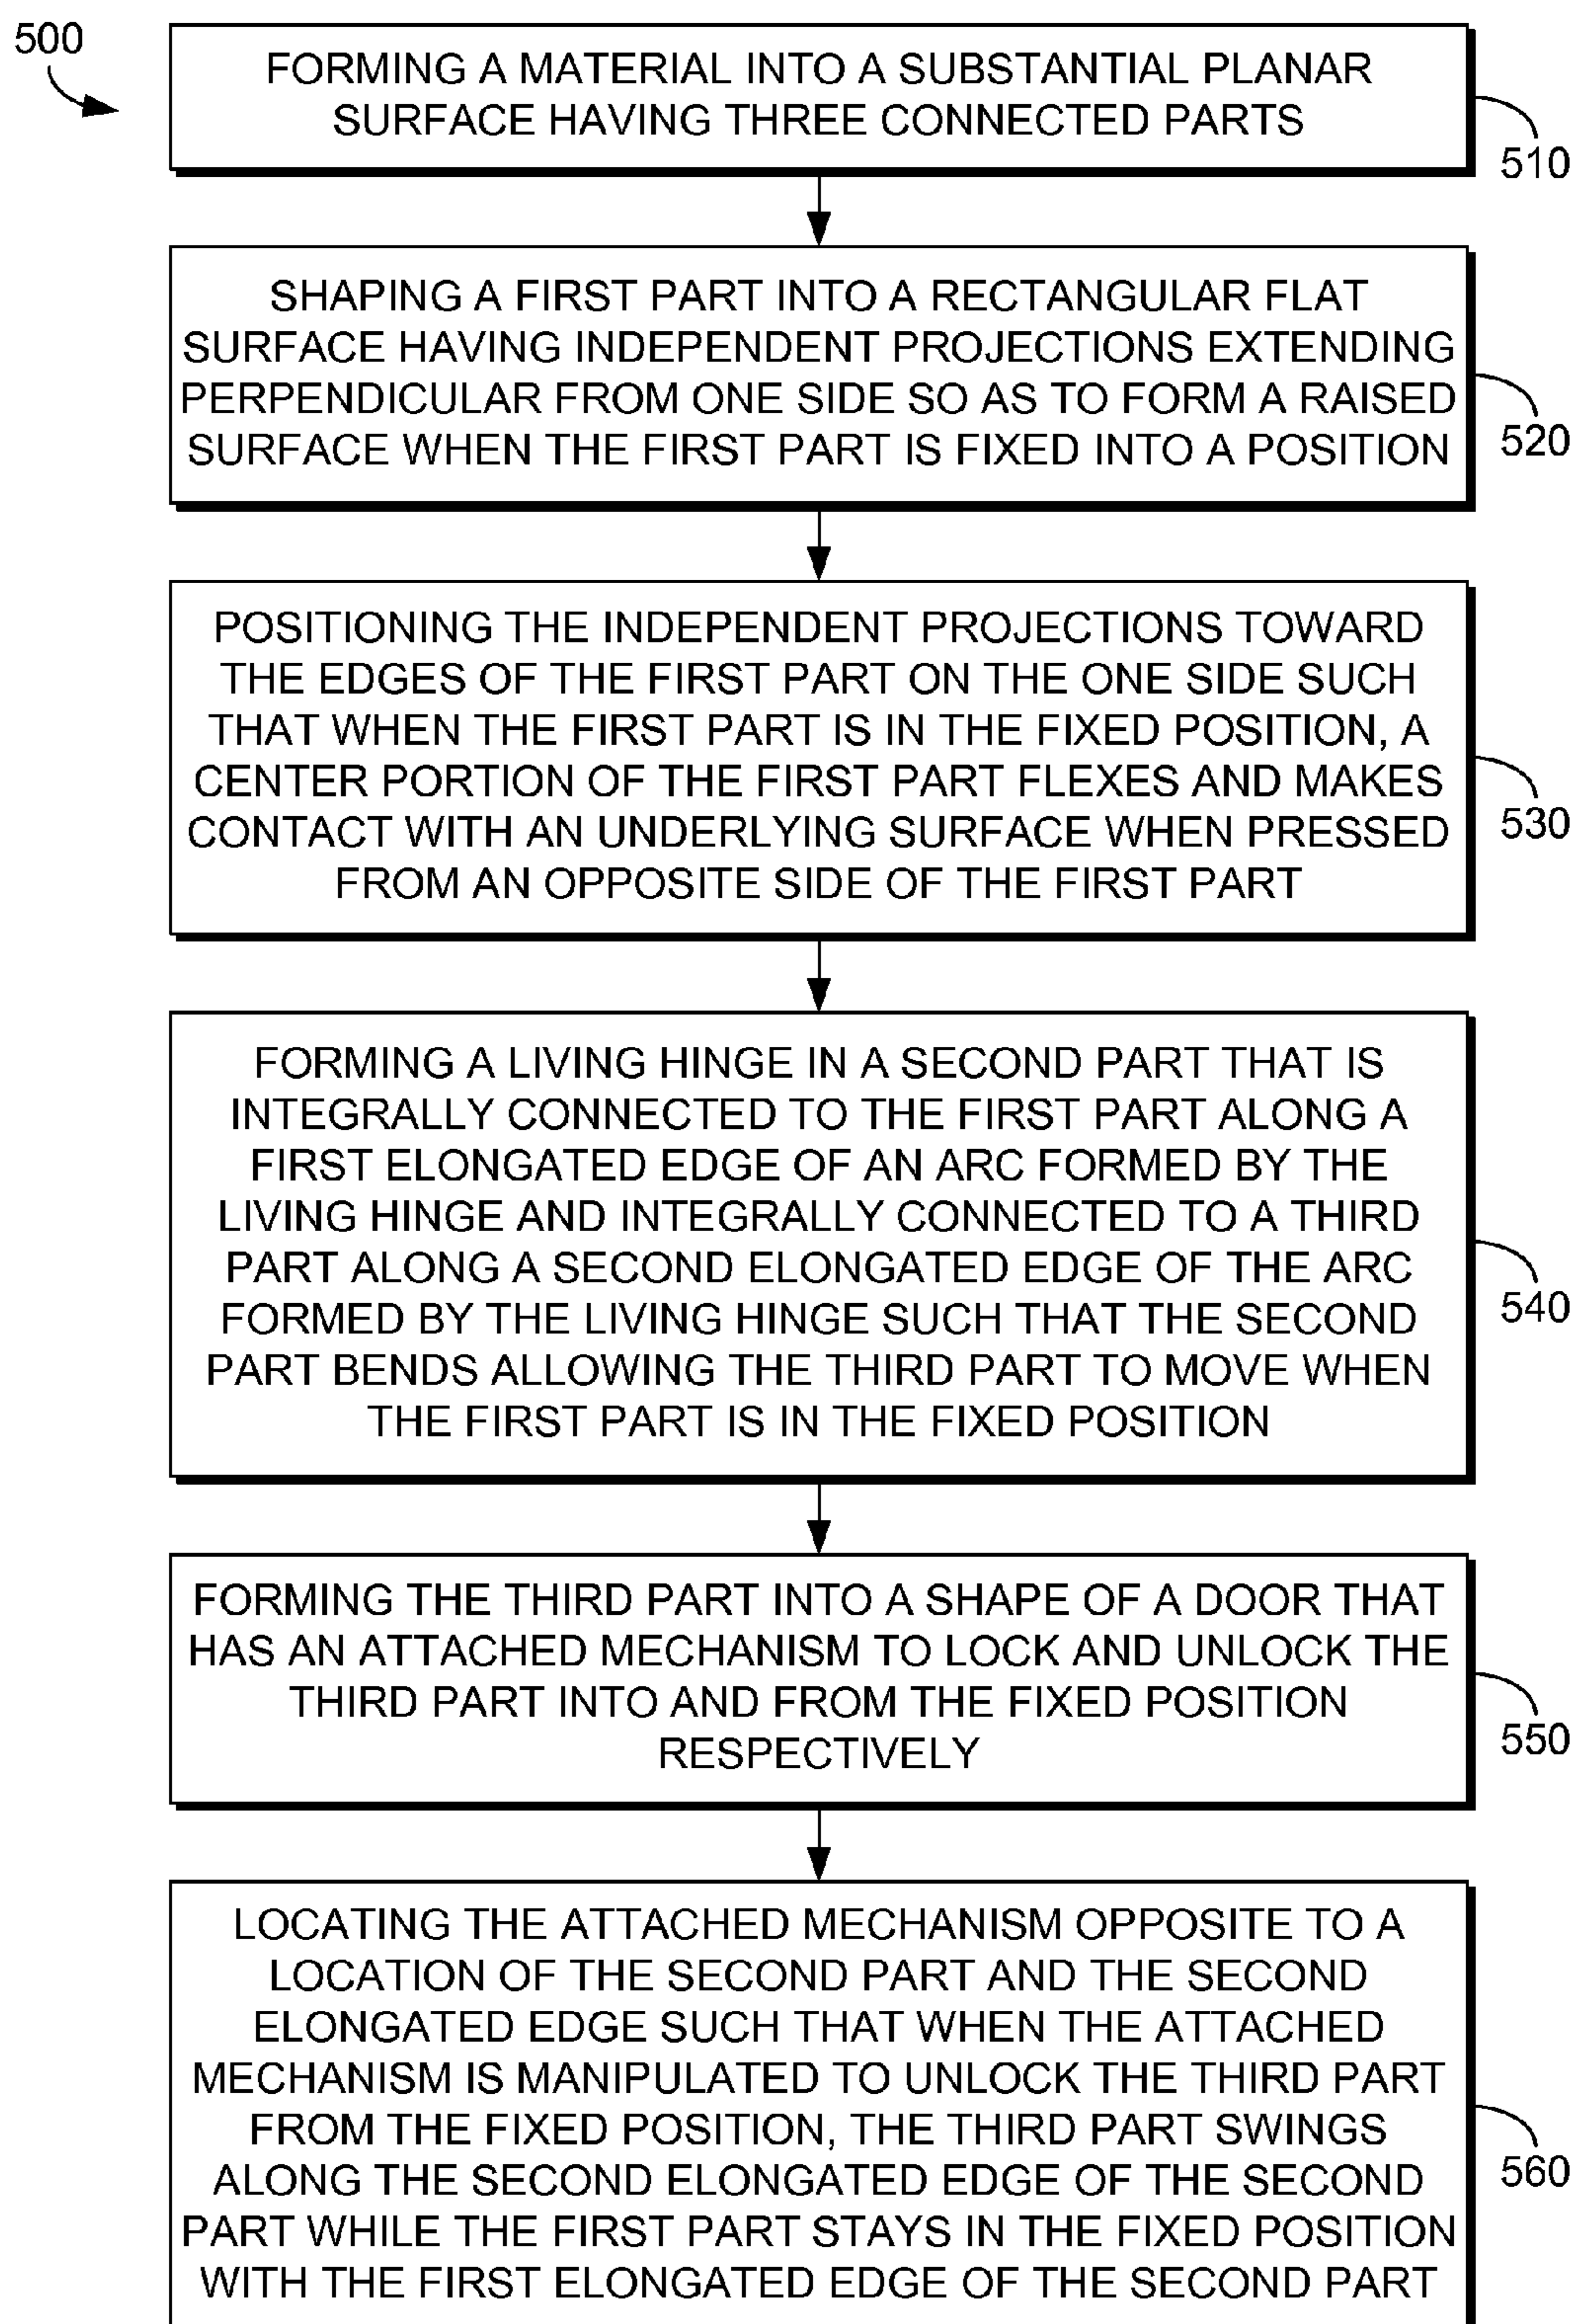 500
FORMING A MATERIAL INTO A SUBSTANTIAL PLANAR
SURFACE HAVING THREE CONNECTED PARTS
510
SHAPING A FIRST PART INTO A RECTANGULAR FLAT
SURFACE HAVING INDEPENDENT PROJECTIONS EXTENDING
PERPENDICULAR FROM ONE SIDE SO AS TO FORM A RAISED
SURFACE WHEN THE FIRST PART IS FIXED INTO A POSITION
520
POSITIONING THE INDEPENDENT PROJECTIONS TOWARD
THE EDGES OF THE FIRST PART ON THE ONE SIDE SUCH
THAT WHEN THE FIRST PART IS IN THE FIXED POSITION, A
CENTER PORTION OF THE FIRST PART FLEXES AND MAKES
CONTACT WITH AN UNDERLYING SURFACE WHEN PRESSED
FROM AN OPPOSITE SIDE OF THE FIRST PART
530
FORMING A LIVING HINGE IN A SECOND PART THAT IS
INTEGRALLY CONNECTED TO THE FIRST PART ALONG A
FIRST ELONGATED EDGE OF AN ARC FORMED BY THE
LIVING HINGE AND INTEGRALLY CONNECTED TO A THIRD
PART ALONG A SECOND ELONGATED EDGE OF THE ARC
FORMED BY THE LIVING HINGE SUCH THAT THE SECOND
PART BENDS ALLOWING THE THIRD PART TO MOVE WHEN
THE FIRST PART IS IN THE FIXED POSITION
540
FORMING THE THIRD PART INTO A SHAPE OF A DOOR THAT
HAS AN ATTACHED MECHANISM TO LOCK AND UNLOCK THE
THIRD PART INTO AND FROM THE FIXED POSITION
RESPECTIVELY
550
LOCATING THE ATTACHED MECHANISM OPPOSITE TO A
LOCATION OF THE SECOND PART AND THE SECOND
ELONGATED EDGE SUCH THAT WHEN THE ATTACHED
MECHANISM IS MANIPULATED TO UNLOCK THE THIRD PART
FROM THE FIXED POSITION, THE THIRD PART SWINGS
ALONG THE SECOND ELONGATED EDGE OF THE SECOND
PART WHILE THE FIRST PART STAYS IN THE FIXED POSITION
WITH THE FIRST ELONGATED EDGE OF THE SECOND PART
560